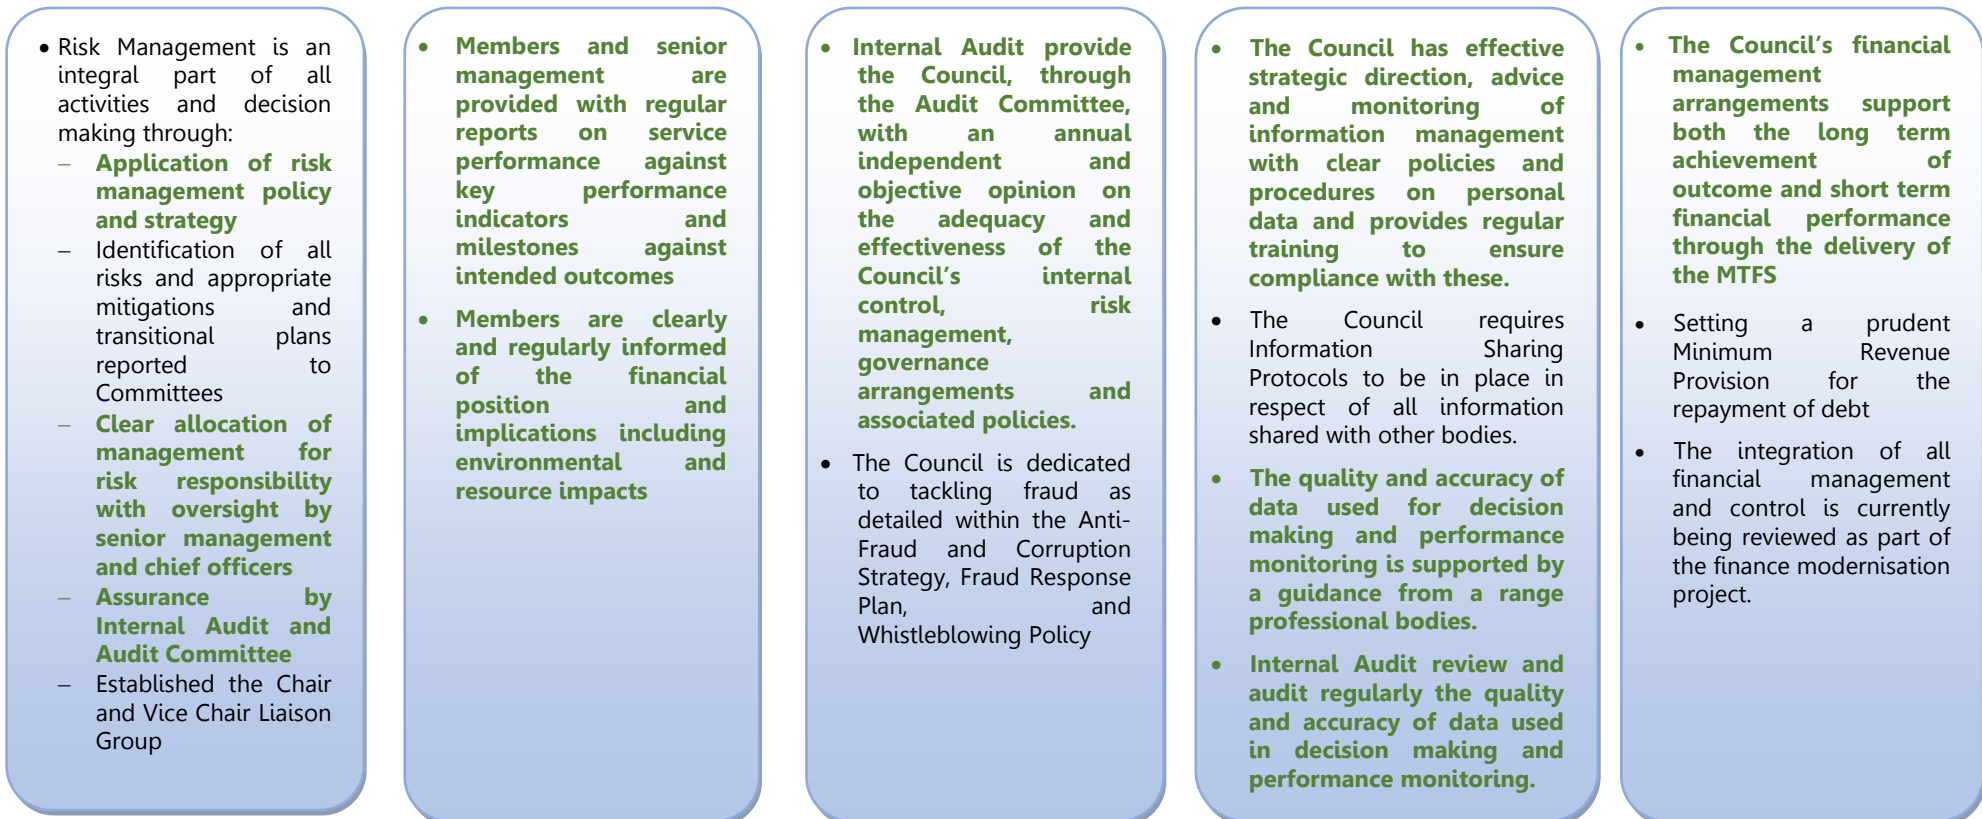 • Risk Management is an
integral part of all
activities and decision
making through:
– Application of risk
management policy
and strategy
– Identification of all
risks and appropriate
mitigations and
transitional plans
reported to
Committees
– Clear allocation of
management for
risk responsibility
with oversight by
senior management
and chief officers
– Assurance by
Internal Audit and
Audit Committee
– Established the Chair
and Vice Chair Liaison
Group
• Members and senior
management are
provided with regular
reports on service
performance against
key performance
indicators and
milestones against
intended outcomes
• Members are clearly
and regularly informed
of the financial
position and
implications including
environmental and
resource impacts
• Internal Audit provide
the Council, through
the Audit Committee,
with an annual
independent and
objective opinion on
the adequacy and
effectiveness of the
Council’s internal
control, risk
management,
governance
arrangements and
associated policies.
• The Council is dedicated
to tackling fraud as
detailed within the Anti-
Fraud and Corruption
Strategy, Fraud Response
Plan, and
Whistleblowing Policy
• The Council has effective
strategic direction, advice
and monitoring of
information management
with clear policies and
procedures on personal
data and provides regular
training to ensure
compliance with these.
• The Council requires
Information Sharing
Protocols to be in place in
respect of all information
shared with other bodies.
• The quality and accuracy of
data used for decision
making and performance
monitoring is supported by
a guidance from a range
professional bodies.
• Internal Audit review and
audit regularly the quality
and accuracy of data used
in decision making and
performance monitoring.
• The Council’s financial
management
arrangements support
both the long term
achievement of
outcome and short term
financial performance
through the delivery of
the MTFS
• Setting a prudent
Minimum Revenue
Provision for the
repayment of debt
• The integration of all
financial management
and control is currently
being reviewed as part of
the finance modernisation
project.